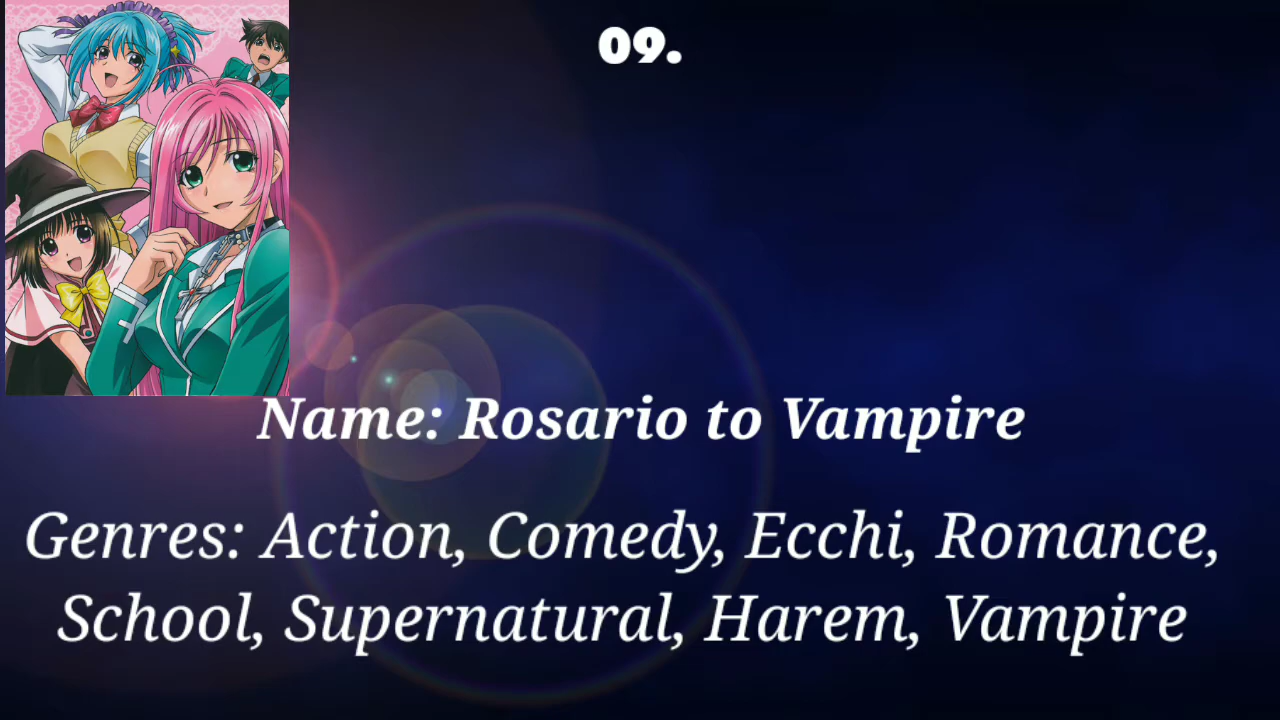 09.
Name: Rosario to Vampire
Genres: Action, Comedy, Ecchi, Romance,
School, Supernatural, Harem, Vampire